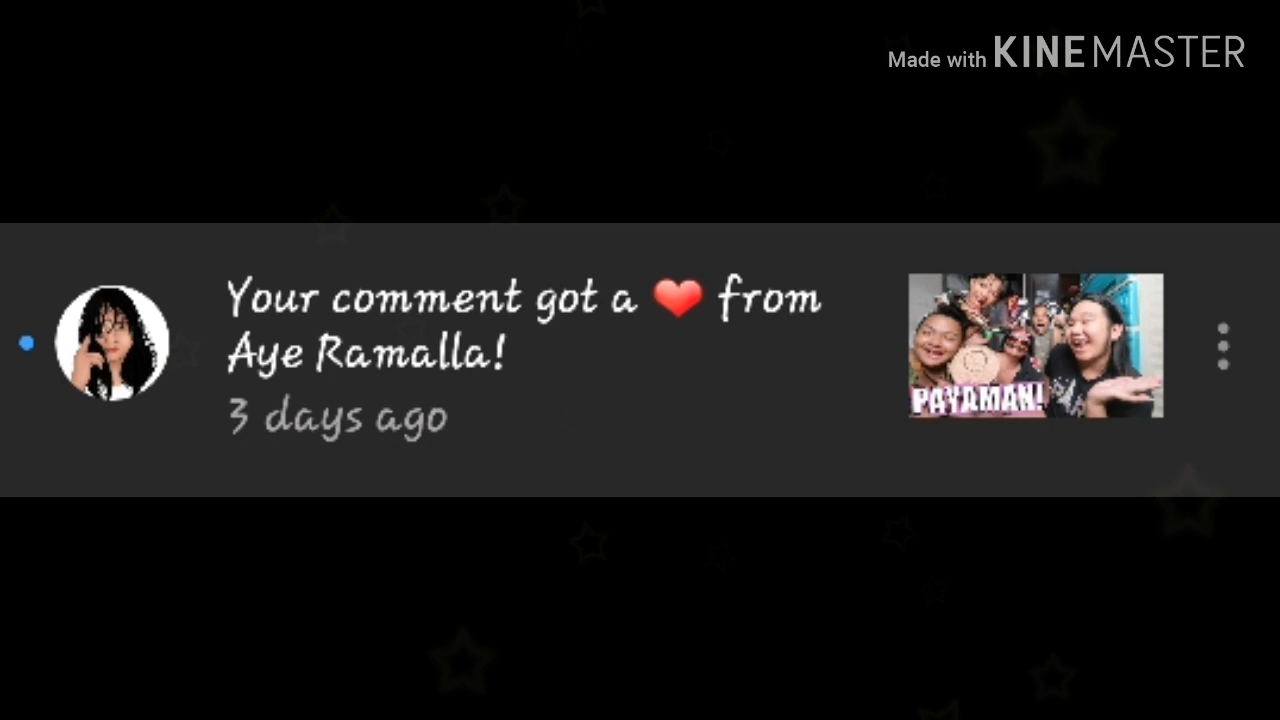 Made with KINEMASTER
Your comment got a ❤️ from
Aye Ramalla!
3 days ago
PAYAMAN!